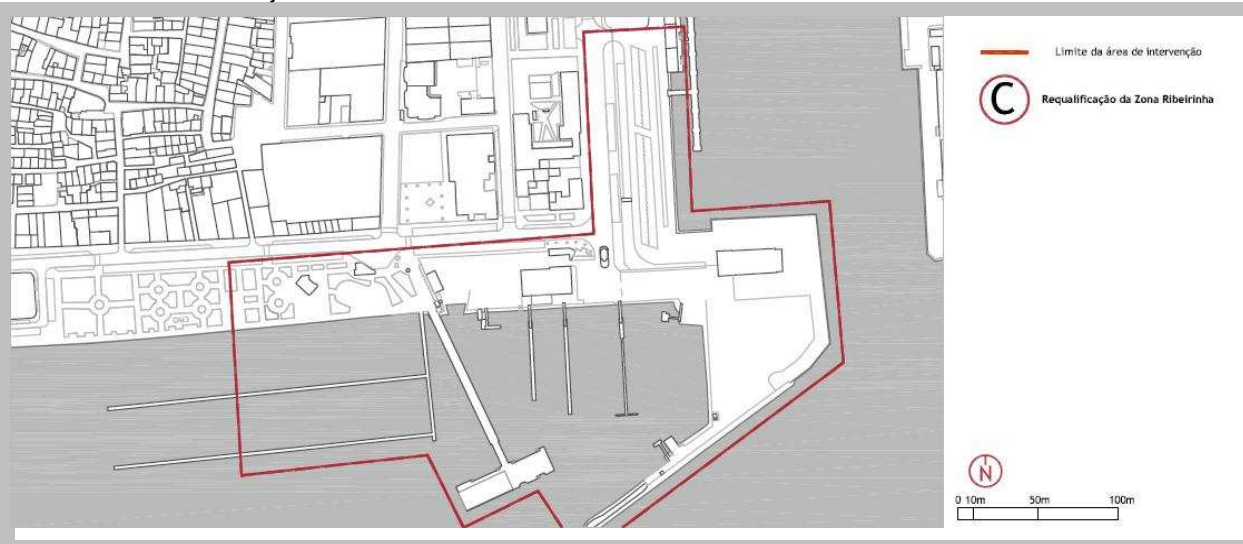 Limite da área de intervenção
C
Requalificação da Zona Ribeirinha
N
0 10m 50m 100m